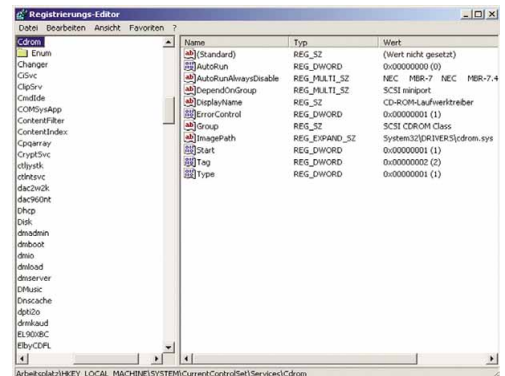 Registrierungs-Editor
Datei Bearbeiten Ansicht Favoriten ?
Cdrom
Enum
Changer
CiSvc
ClipSrv
CmdIde
COMSysApp
ContentFilter
ContentIndex
Cpqarray
CryptSvc
ctljystk
ctlntsvc
dac2w2k
dac960nt
Dhcp
Disk
dmadmin
dmboot
dmio
dmload
dmserver
DMusic
Dnscache
dpti2o
drmkaud
EL90XBC
ElbyCDFL
Name Typ Wert
(Standard) REG_SZ (Wert nicht gesetzt)
AutoRun REG_DWORD 0x00000000 (0)
AutoRunAlwaysDisable REG_MULTI_SZ NEC MBR-7 NEC MBR-7.4
DependOnGroup REG_MULTI_SZ SCSI miniport
DisplayName REG_SZ CD-ROM-Laufwerktreiber
ErrorControl REG_DWORD 0x00000001 (1)
Group REG_SZ SCSI CDROM Class
ImagePath REG_EXPAND_SZ System32\DRIVERS\cdrom.sys
Start REG_DWORD 0x00000001 (1)
Tag REG_DWORD 0x00000002 (2)
Type REG_DWORD 0x00000001 (1)
Arbeitsplatz\HKEY_LOCAL_MACHINE\SYSTEM\CurrentControlSet\Services\Cdrom